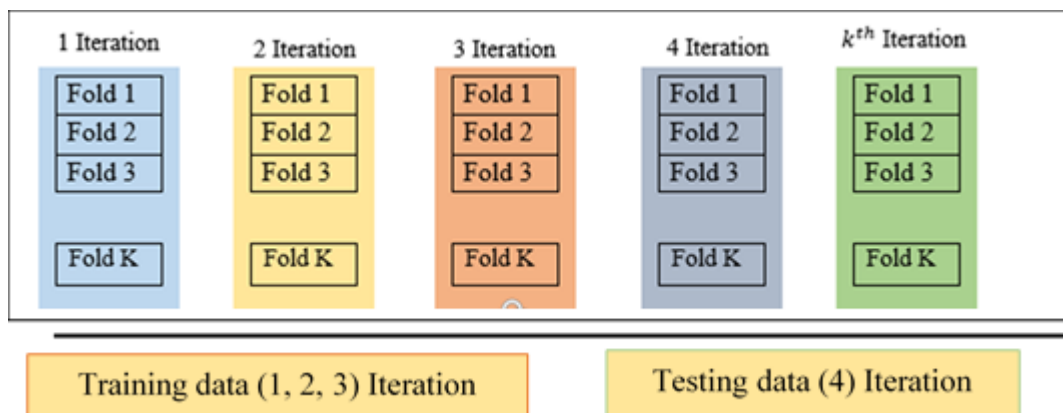 1 Iteration
2 Iteration
3 Iteration
4 Iteration
k^{th} Iteration
Fold 1
Fold 2
Fold 3
Fold K
Fold 1
Fold 2
Fold 3
Fold K
Fold 1
Fold 2
Fold 3
Fold K
Fold 1
Fold 2
Fold 3
Fold K
Fold 1
Fold 2
Fold 3
Fold K
Training data (1, 2, 3) Iteration
Testing data (4) Iteration